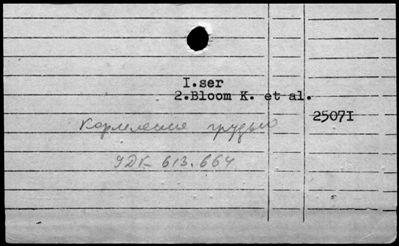 I.ser
2.Bloom K. et al.
25071
Кормление грудью
УДК 613.664